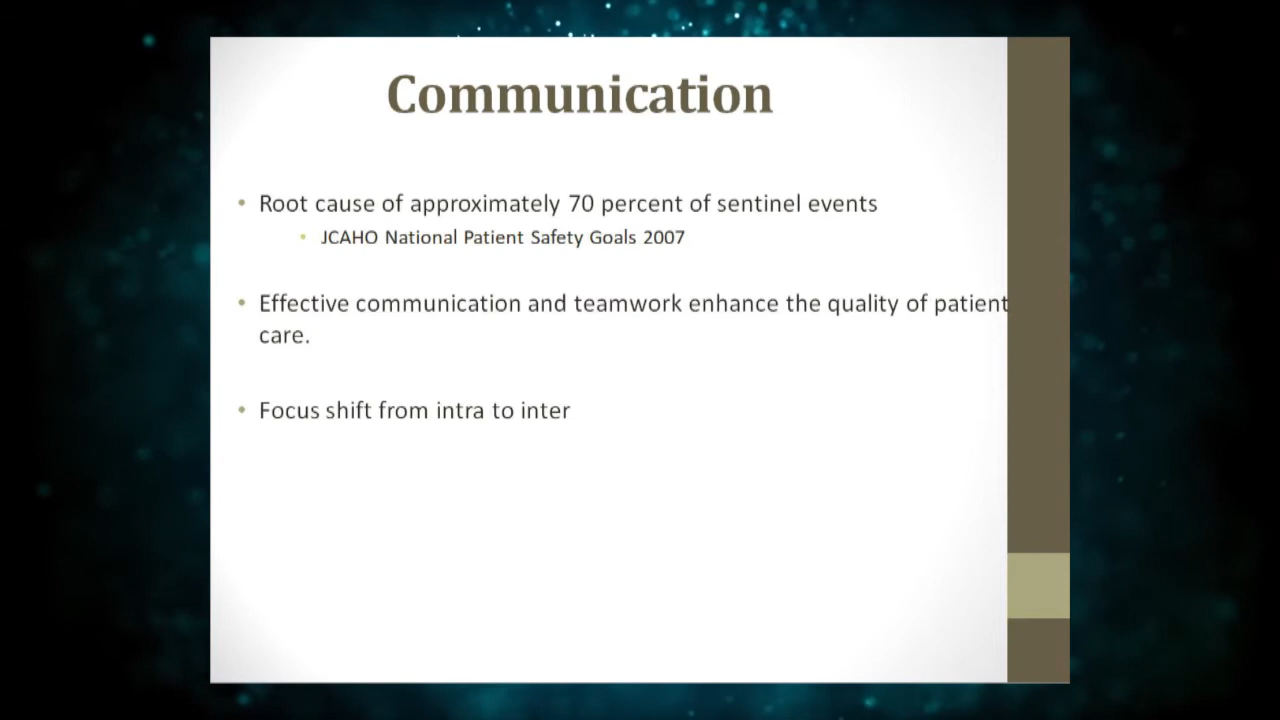 Communication
• Root cause of approximately 70 percent of sentinel events
• JCAHO National Patient Safety Goals 2007
• Effective communication and teamwork enhance the quality of patient
care.
• Focus shift from intra to inter